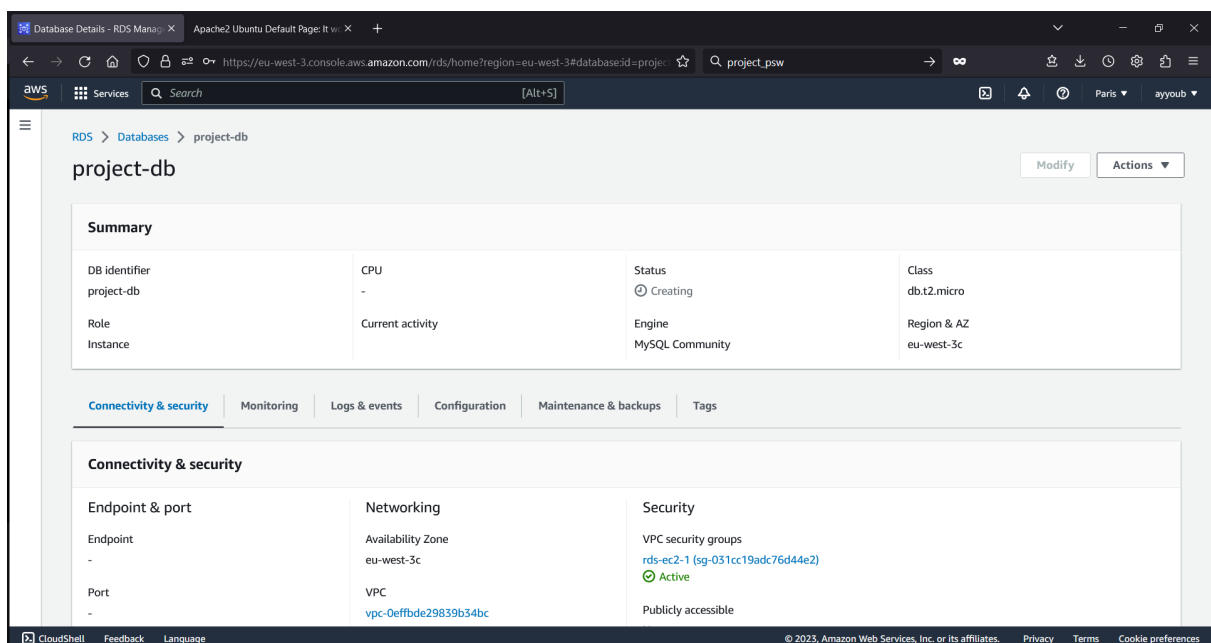 Database Details - RDS Manag
Apache2 Ubuntu Default Page: It wo
https://eu-west-3.console.aws.amazon.com/rds/home?region=eu-west-3#database:id=projec
project_psw
aws
Services
Search
[Alt+S]
Paris
ayyoub
RDS > Databases > project-db
project-db
Modify
Actions
Summary
DB identifier
project-db
CPU
-
Status
Creating
Class
db.t2.micro
Role
Instance
Current activity
Engine
MySQL Community
Region & AZ
eu-west-3c
Connectivity & security
Monitoring
Logs & events
Configuration
Maintenance & backups
Tags
Connectivity & security
Endpoint & port
Endpoint
-
Port
-
Networking
Availability Zone
eu-west-3c
VPC
vpc-0effbde29839b34bc
Security
VPC security groups
rds-ec2-1 (sg-031cc19adc76d44e2)
Active
Publicly accessible
CloudShell
Feedback
Language
© 2023, Amazon Web Services, Inc. or its affiliates.
Privacy
Terms
Cookie preferences